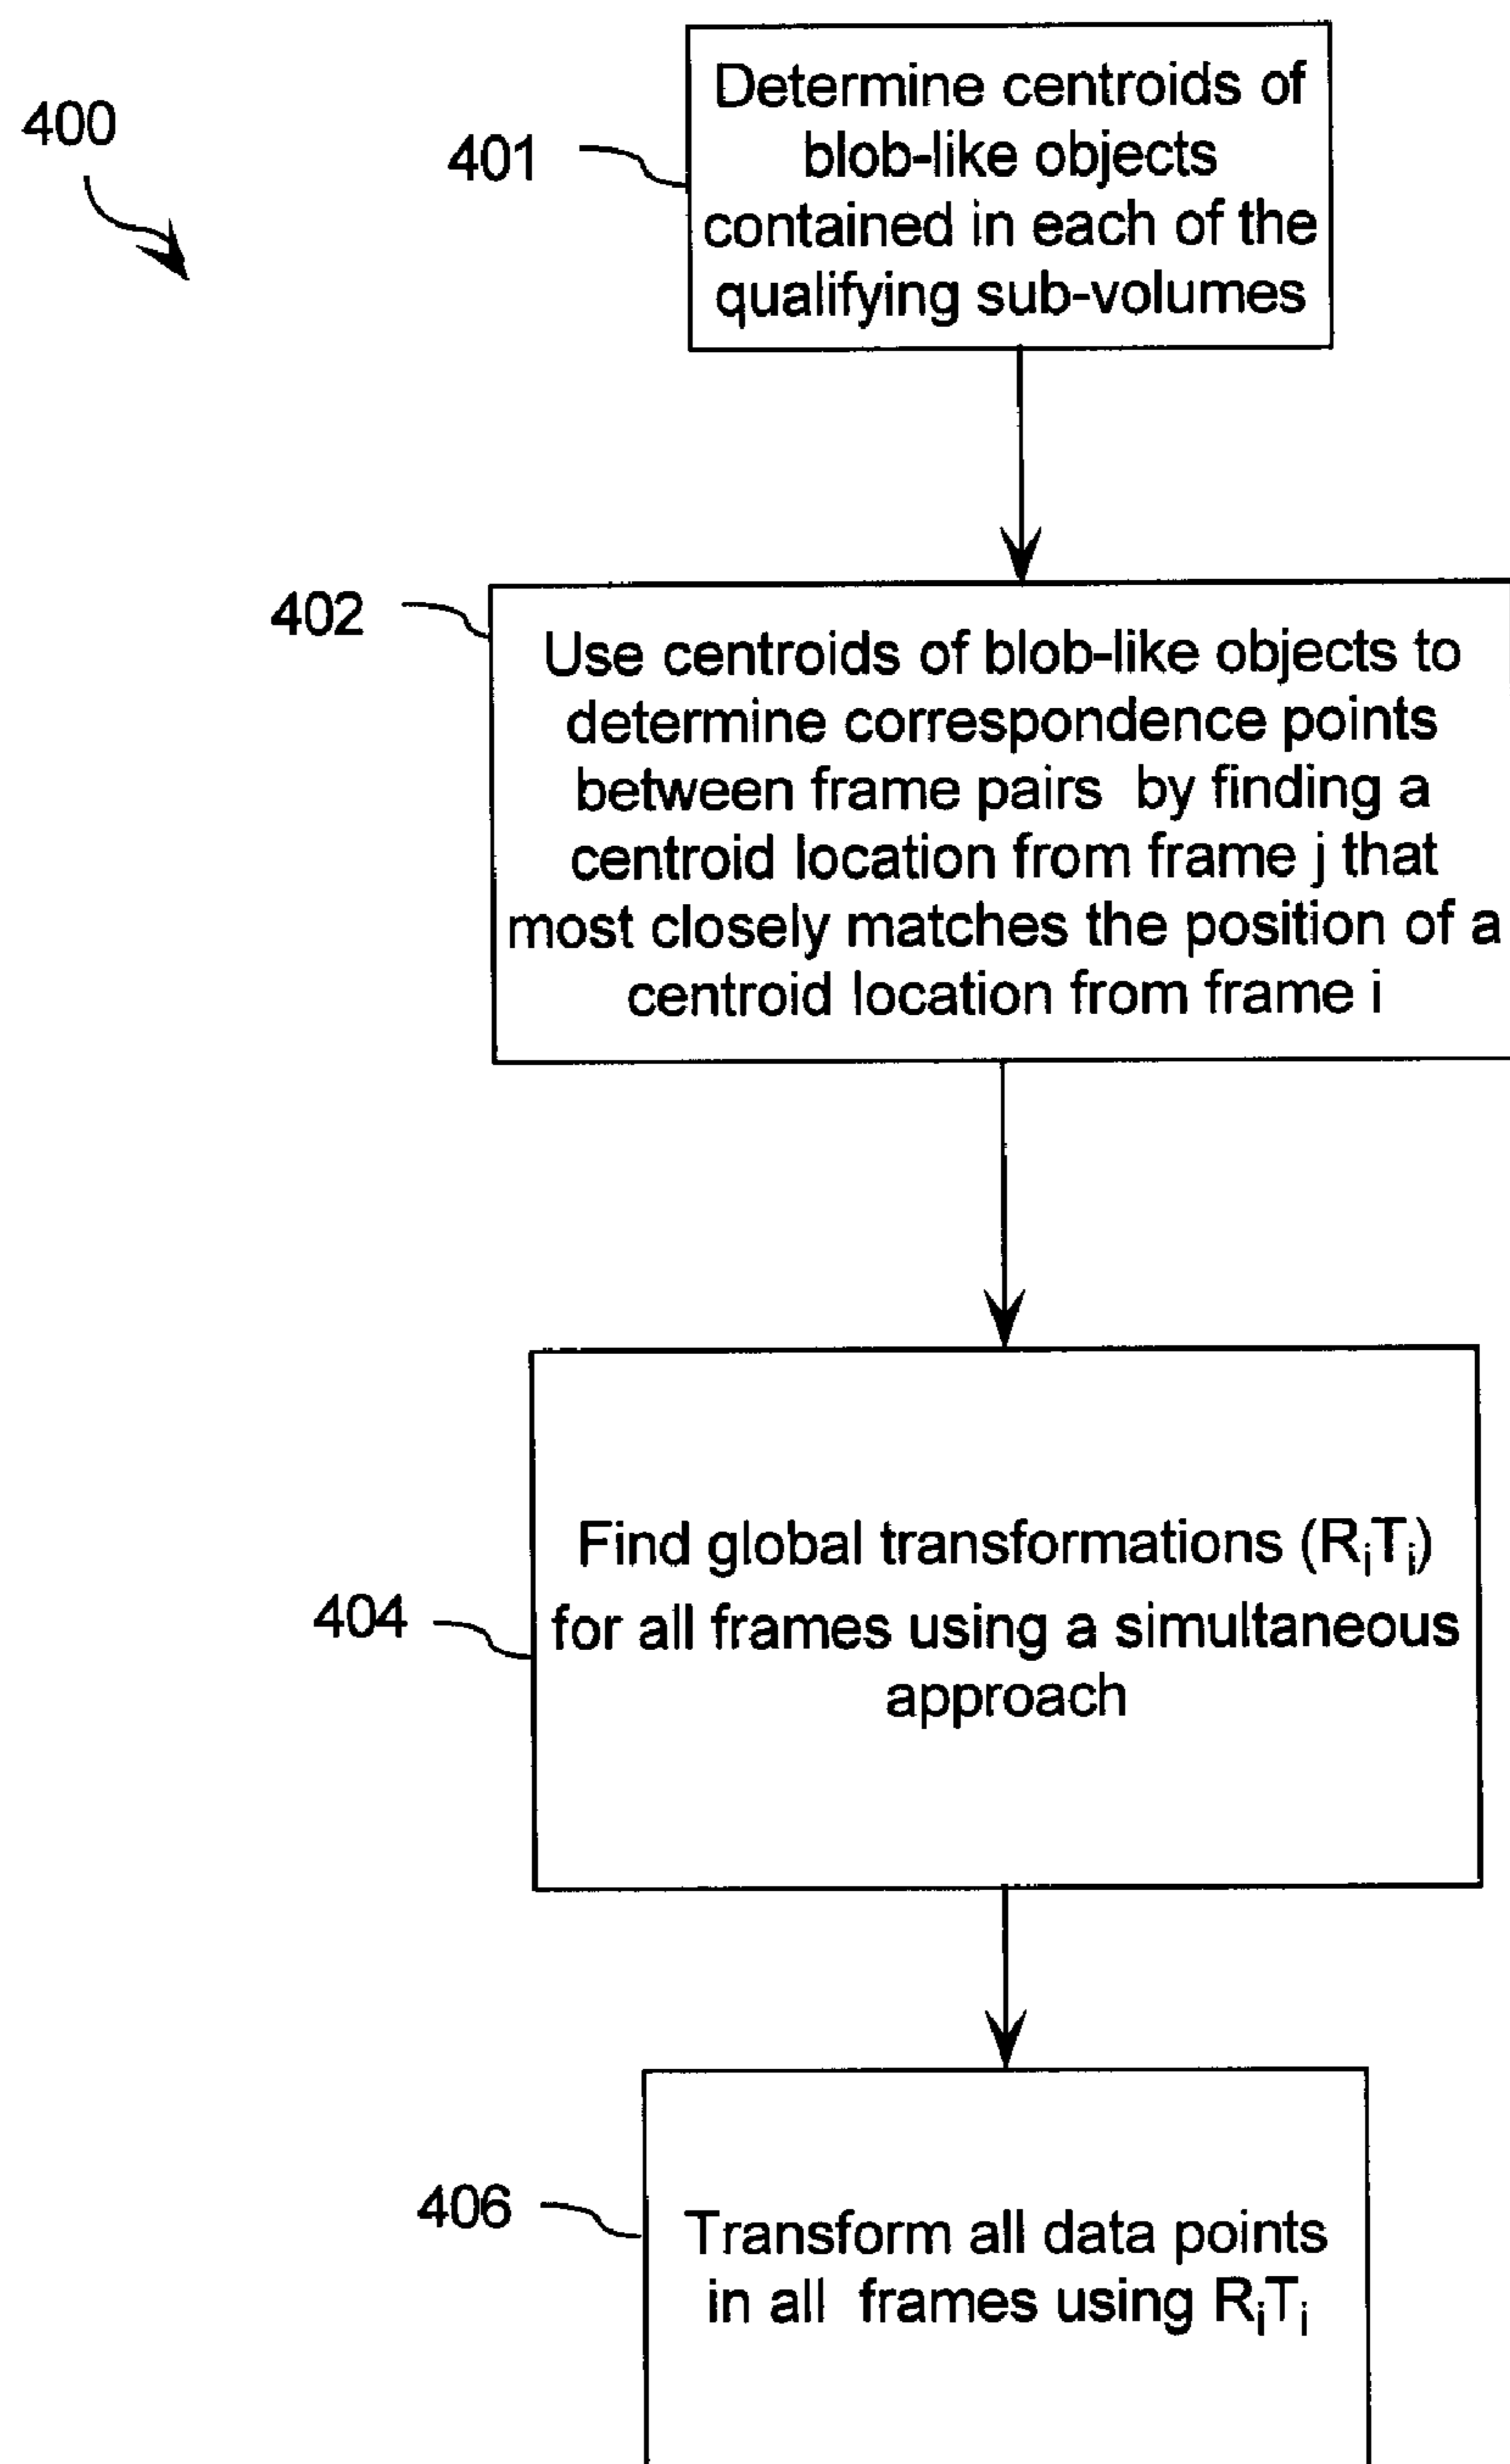 400
401
Determine centroids of
blob-like objects
contained in each of the
qualifying sub-volumes
402
Use centroids of blob-like objects to
determine correspondence points
between frame pairs by finding a
centroid location from frame j that
most closely matches the position of a
centroid location from frame i
404
Find global transformations (RᵢTᵢ)
for all frames using a simultaneous
approach
406
Transform all data points
in all frames using RᵢTᵢ